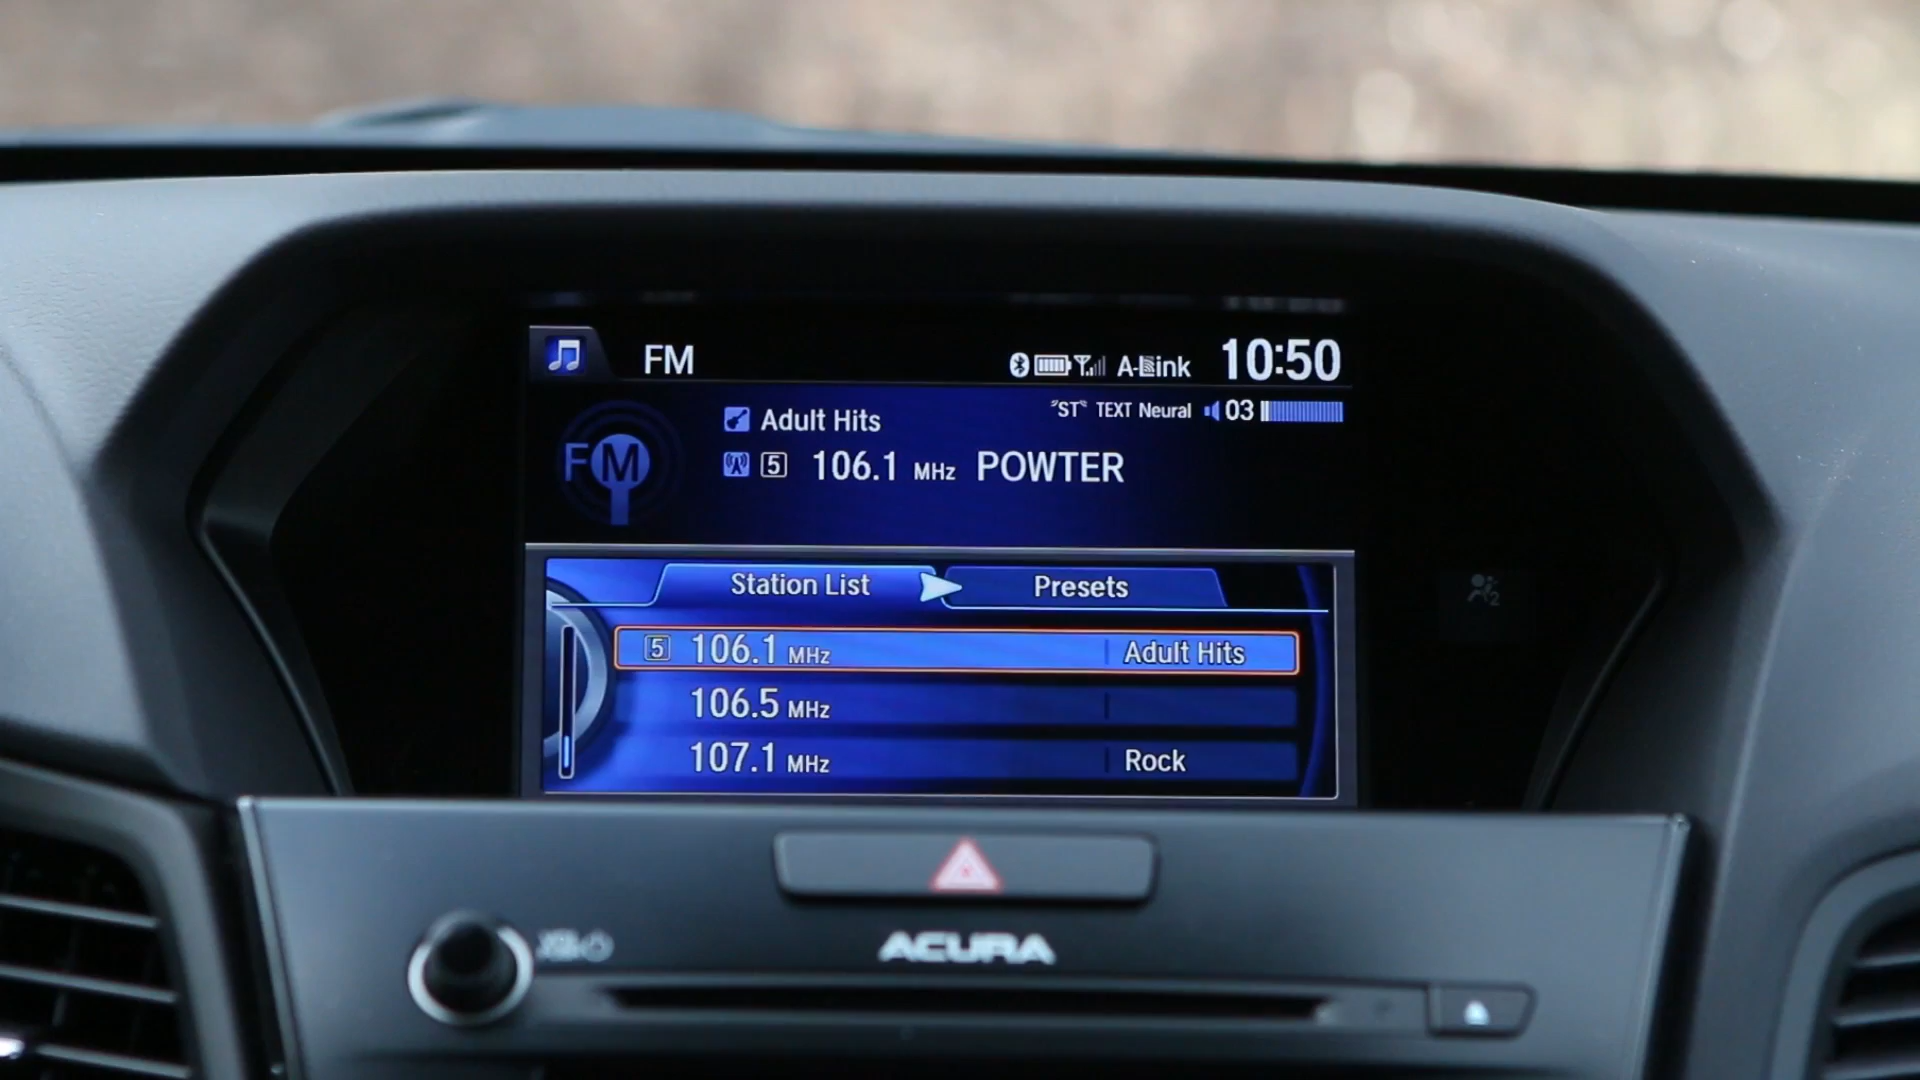 FM A-Link 10:50
Adult Hits ST TEXT Neural 03
FM 5 106.1 MHz POWTER
Station List Presets
5 106.1 MHz Adult Hits
106.5 MHz
107.1 MHz Rock
2
ACURA